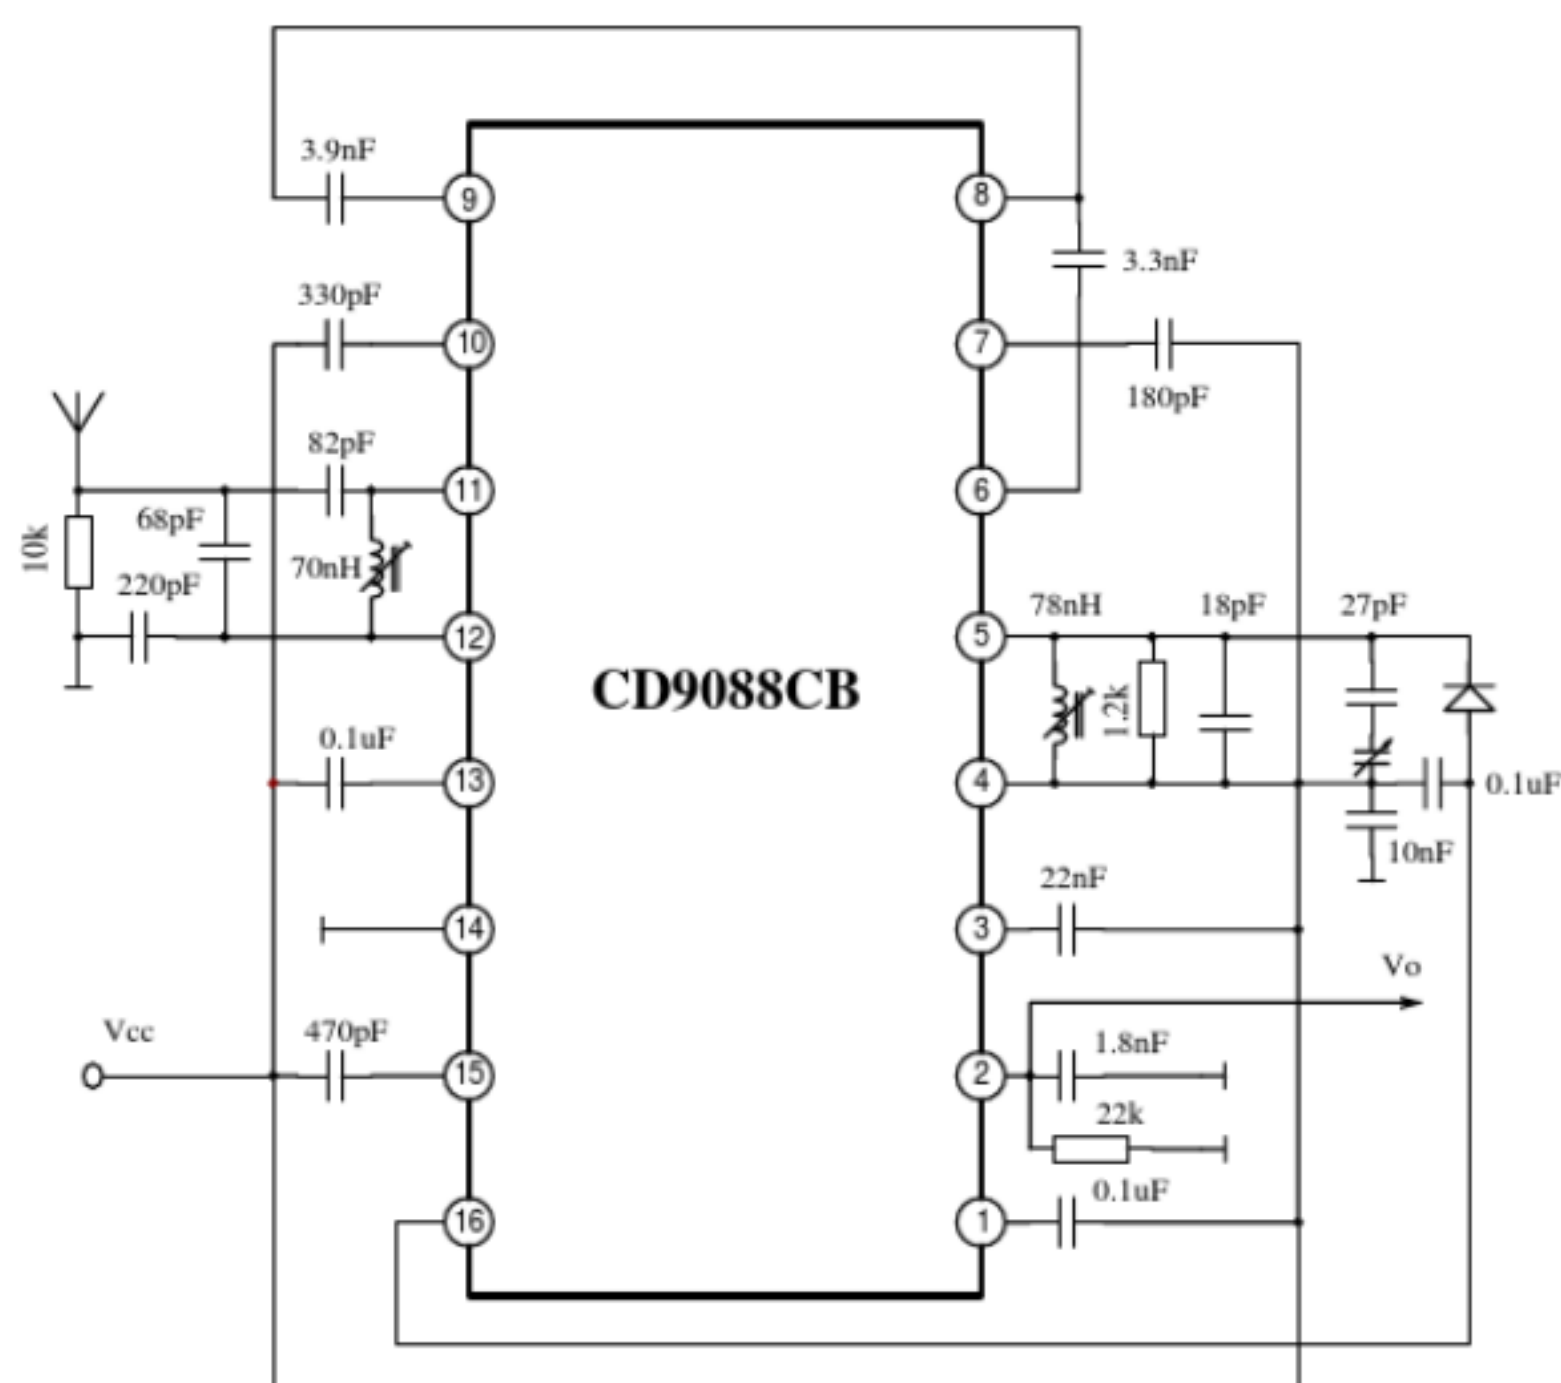 3.9nF
9
8
3.3nF
330pF
10
7
180pF
82pF
11
6
10k
68pF
70nH
220pF
12
5
78nH
18pF
27pF
CD9088CB
1.2k
0.1uF
13
4
0.1uF
10nF
22nF
14
3
Vo
Vcc
470pF
15
2
1.8nF
22k
0.1uF
16
1